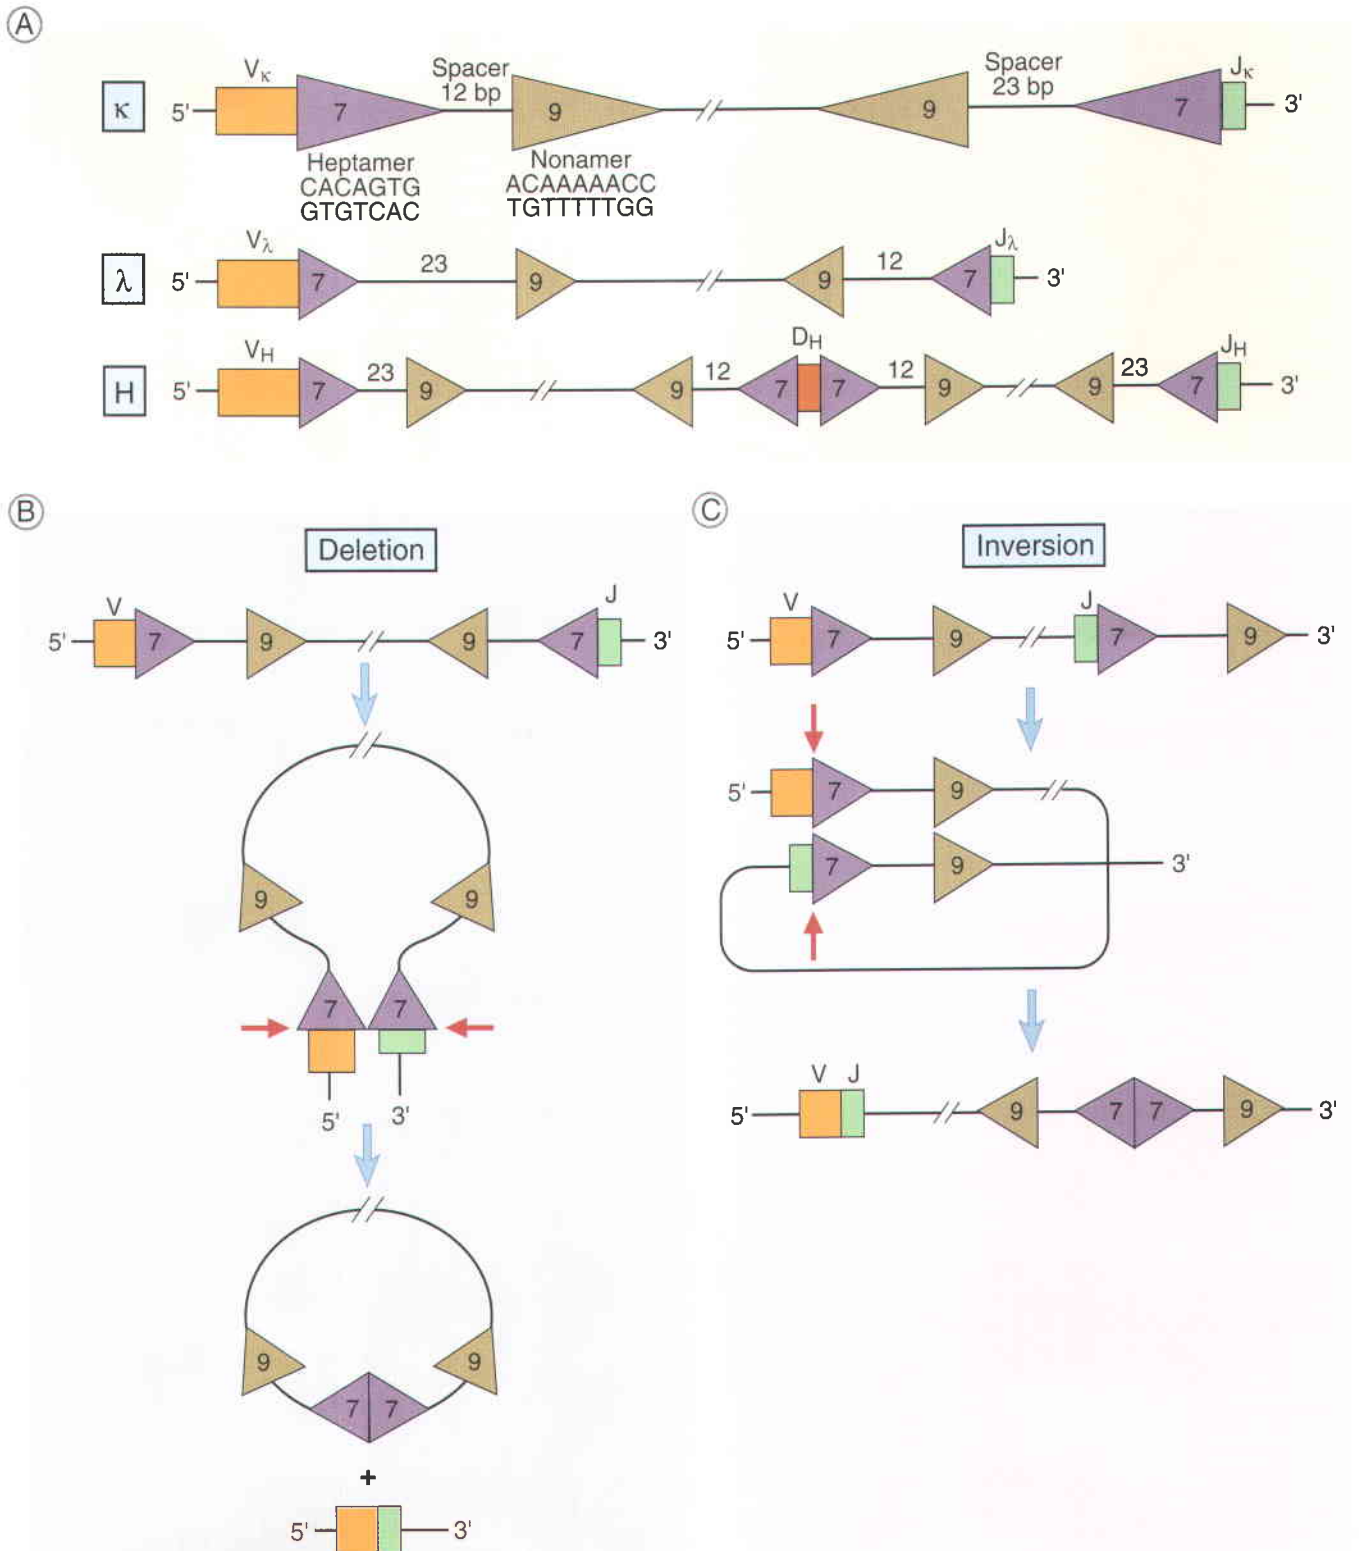 A
κ
5'
Vκ
7
Spacer
12 bp
9
9
Spacer
23 bp
7
Jκ
3'
Heptamer
CACAGTG
GTGTCAC
Nonamer
ACAAAAACC
TGTTTTTGG
λ
5'
Vλ
7
23
9
9
12
7
Jλ
3'
H
5'
VH
7
23
9
9
12
7
DH
7
12
9
9
23
7
JH
3'
B
Deletion
5'
V
7
9
9
7
J
3'
9
9
7
7
5'
3'
9
9
7
7
+
5'
3'
C
Inversion
5'
V
7
9
J
7
9
3'
5'
7
9
7
9
3'
5'
V
J
9
7
7
9
3'